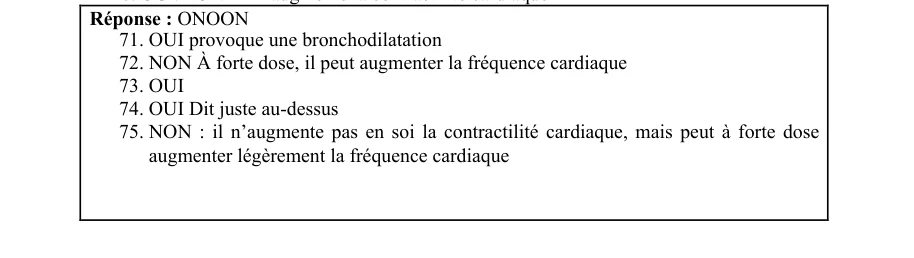 Réponse : ONOON
71. OUI provoque une bronchodilatation
72. NON À forte dose, il peut augmenter la fréquence cardiaque
73. OUI
74. OUI Dit juste au-dessus
75. NON : il n’augmente pas en soi la contractilité cardiaque, mais peut à forte dose
augmenter légèrement la fréquence cardiaque